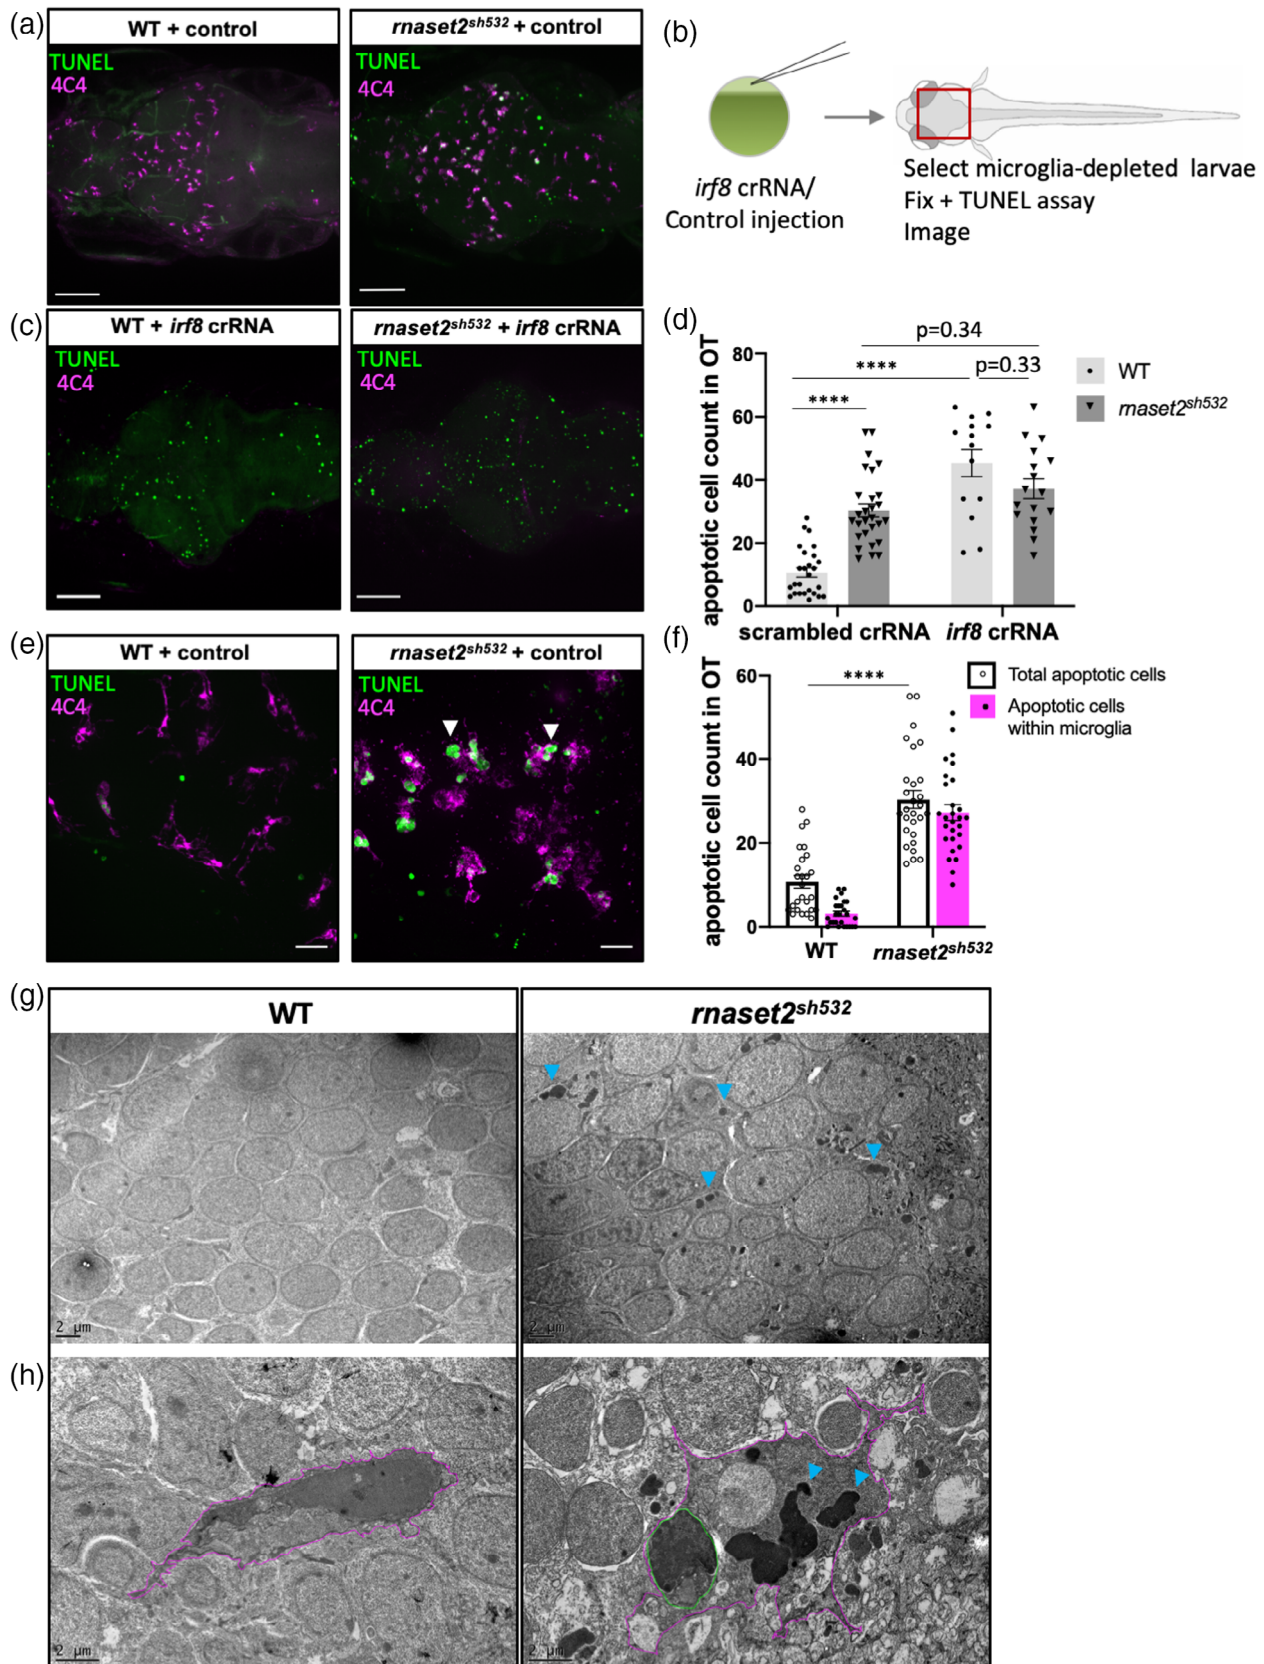 (a)
WT + control
TUNEL
4C4
rnaset2sh532 + control
TUNEL
4C4
(b)
irf8 crRNA/
Control injection
Select microglia-depleted larvae
Fix + TUNEL assay
Image
(c)
WT + irf8 crRNA
TUNEL
4C4
rnaset2sh532 + irf8 crRNA
TUNEL
4C4
(d)
apoptotic cell count in OT
80
60
40
20
0
****
****
p=0.34
p=0.33
scrambled crRNA
irf8 crRNA
WT
rnaset2sh532
(e)
WT + control
TUNEL
4C4
rnaset2sh532 + control
TUNEL
4C4
(f)
apoptotic cell count in OT
60
40
20
0
****
WT
rnaset2sh532
Total apoptotic cells
Apoptotic cells
within microglia
(g)
WT
rnaset2sh532
2 µm
2 µm
(h)
2 µm
2 µm